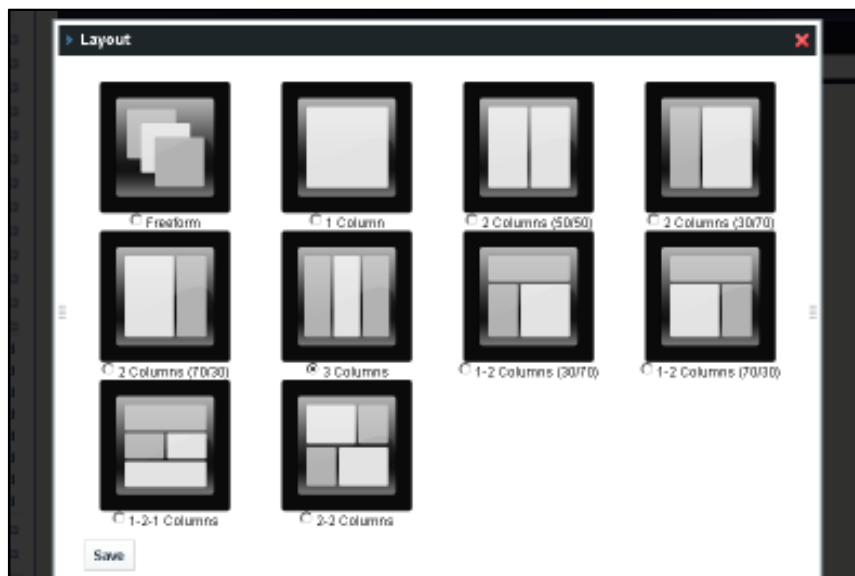 Layout
Freeform
1 Column
2 Columns (50/50)
2 Columns (30/70)
2 Columns (70/30)
3 Columns
1-2 Columns (30/70)
1-2 Columns (70/30)
1-2-1 Columns
2-2 Columns
Save